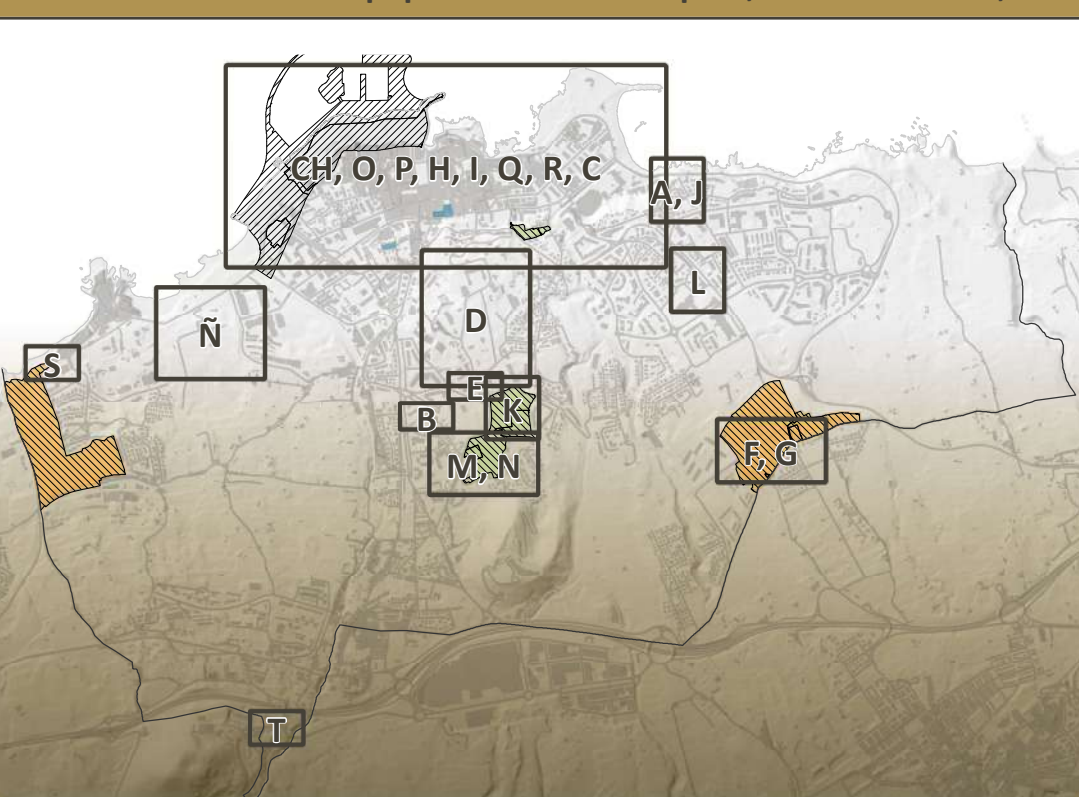 CH, O, P, H, I, Q, R, C
A, J
L
D
Ñ
S
E
K
B
M, N
F, G
T